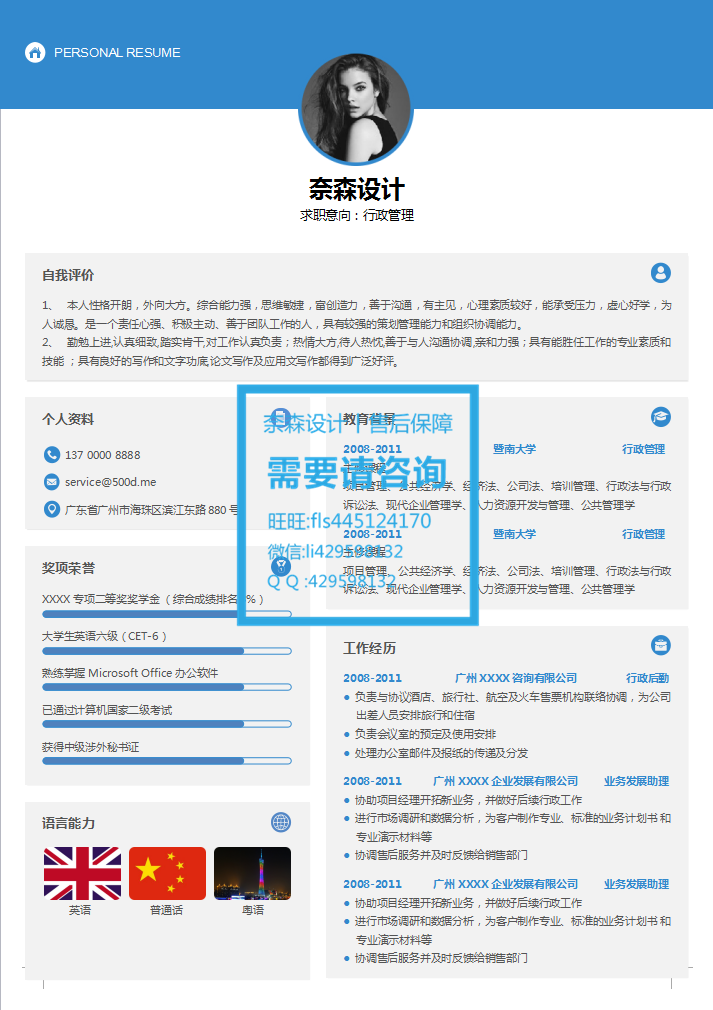 PERSONAL RESUME
奈森设计
求职意向：行政管理
自我评价
1、 本人性格开朗，外向大方。综合能力强，思维敏捷，富创造力，善于沟通，有主见，心理素质较好，能承受压力，虚心好学，为
人诚恳。是一个责任心强、积极主动、善于团队工作的人，具有较强的策划管理能力和组织协调能力。
2、 勤勉上进,认真细致,踏实肯干,对工作认真负责；热情大方,待人热忱,善于与人沟通协调,亲和力强；具有能胜任工作的专业素质和
技能 ；具有良好的写作和文字功底,论文写作及应用文写作都得到广泛好评。
个人资料
137 0000 8888
service@500d.me
广东省广州市海珠区滨江东路 880 号
奖项荣誉
XXXX 专项二等奖奖学金（综合成绩排名 %）
大学生英语六级（CET-6）
熟练掌握 Microsoft Office 办公软件
已通过计算机国家二级考试
获得中级涉外秘书证
语言能力
英语 普通话 粤语
奈森设计 售后保障
需要请咨询
旺旺:fls445124170
微信:li429598132
Q Q :429598132
教育背景
2008-2011 暨南大学 行政管理
主修课程
项目管理、公共经济学、经济法、公司法、培训管理、行政法与行政
诉讼法、现代企业管理学、人力资源开发与管理、公共管理学
2008-2011 暨南大学 行政管理
主修课程
项目管理、公共经济学、经济法、公司法、培训管理、行政法与行政
诉讼法、现代企业管理学、人力资源开发与管理、公共管理学
工作经历
2008-2011 广州 XXXX 咨询有限公司 行政后勤
● 负责与协议酒店、旅行社、航空及火车售票机构联络协调，为公司
出差人员安排旅行和住宿
● 负责会议室的预定及使用安排
● 处理办公室邮件及报纸的传递及分发
2008-2011 广州 XXXX 企业发展有限公司 业务发展助理
● 协助项目经理开拓新业务，并做好后续行政工作
● 进行市场调研和数据分析，为客户制作专业、标准的业务计划书 和
专业演示材料等
● 协调售后服务并及时反馈给销售部门
2008-2011 广州 XXXX 企业发展有限公司 业务发展助理
● 协助项目经理开拓新业务，并做好后续行政工作
● 进行市场调研和数据分析，为客户制作专业、标准的业务计划书 和
专业演示材料等
● 协调售后服务并及时反馈给销售部门